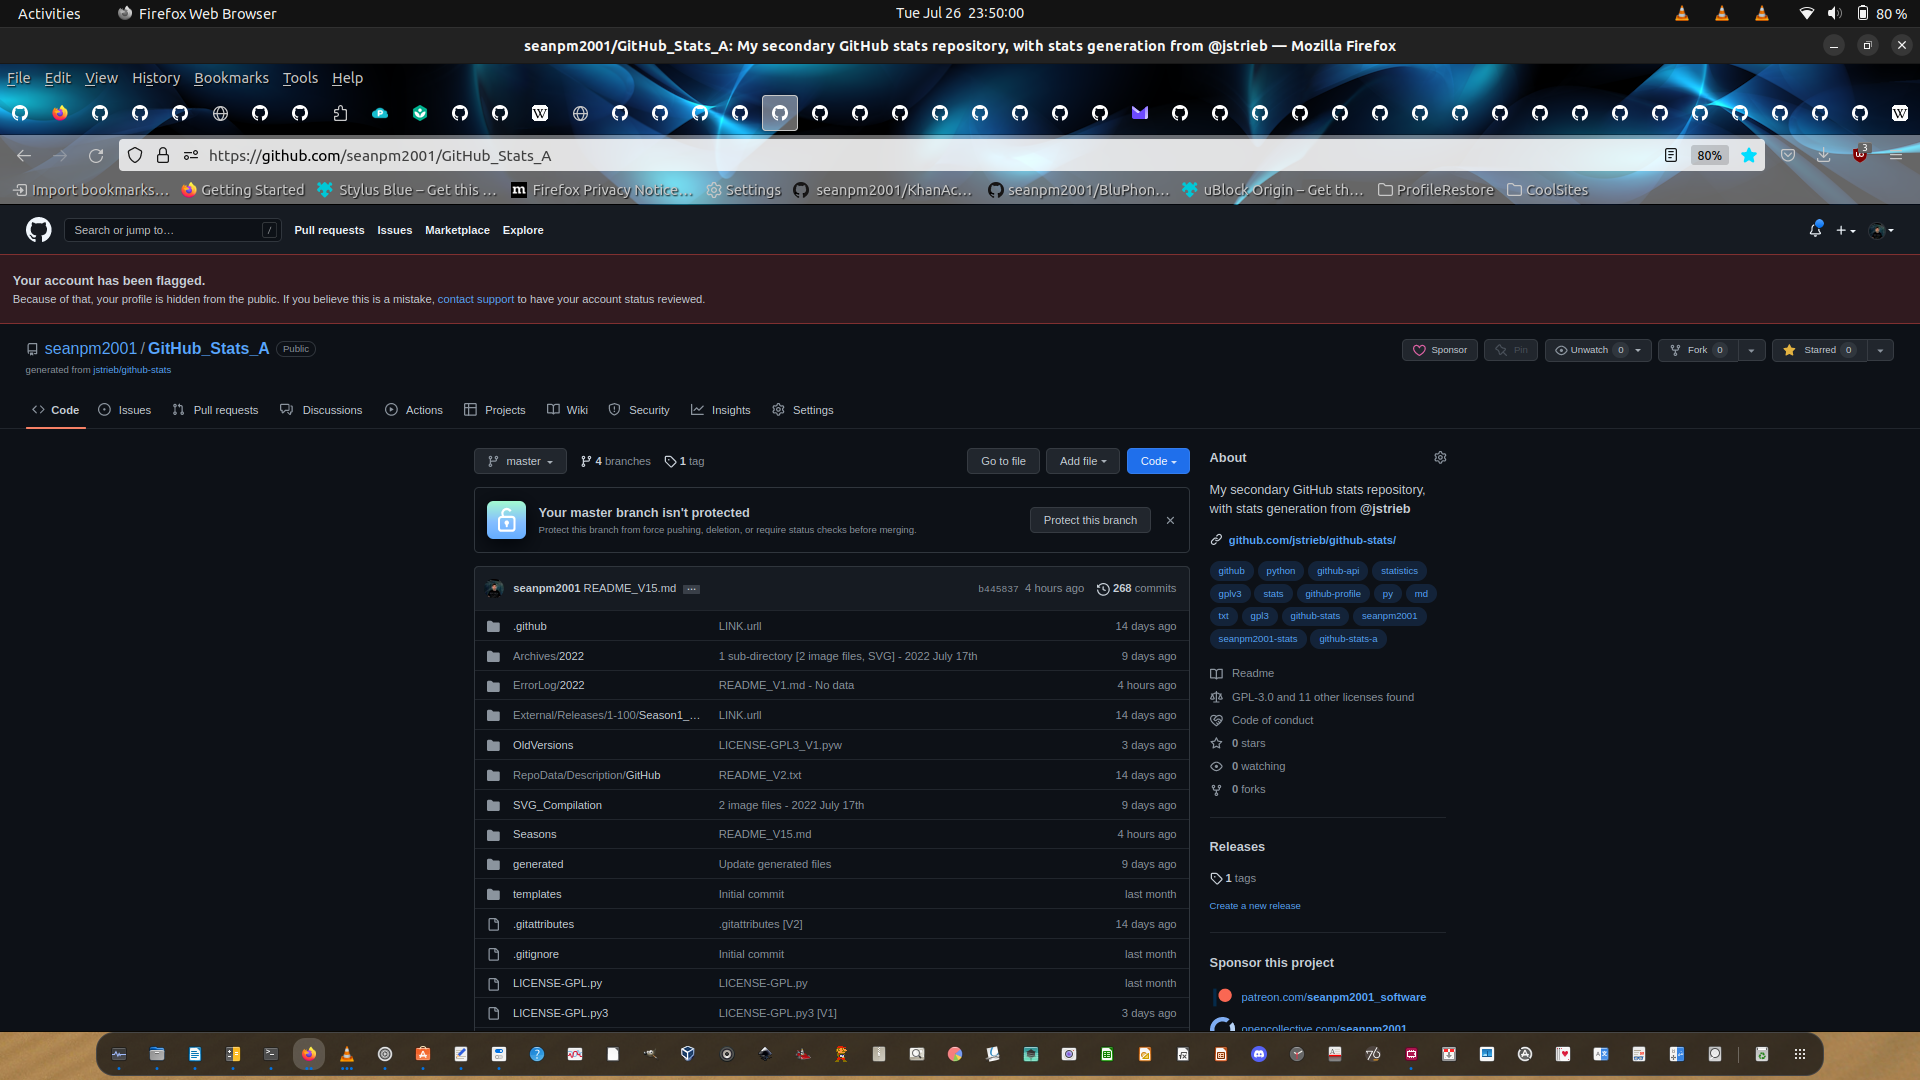 Activities
Firefox Web Browser
Tue Jul 26 23:50:00
80 %
seanpm2001/GitHub_Stats_A: My secondary GitHub stats repository, with stats generation from @jstrieb — Mozilla Firefox
File Edit View History Bookmarks Tools Help
https://github.com/seanpm2001/GitHub_Stats_A
80%
3
Import bookmarks… Getting Started Stylus Blue – Get this … Firefox Privacy Notice… Settings seanpm2001/KhanAc… seanpm2001/BluPhon… uBlock Origin – Get th… ProfileRestore CoolSites
Search or jump to…
/
Pull requests Issues Marketplace Explore
Your account has been flagged.
Because of that, your profile is hidden from the public. If you believe this is a mistake, contact support to have your account status reviewed.
seanpm2001 / GitHub_Stats_A Public
Sponsor Pin Unwatch 0 Fork 0 Starred 0
generated from jstrieb/github-stats
Code Issues Pull requests Discussions Actions Projects Wiki Security Insights Settings
master 4 branches 1 tag
Go to file Add file Code
Your master branch isn't protected
Protect this branch from force pushing, deletion, or require status checks before merging.
Protect this branch
seanpm2001 README_V15.md … b445837 4 hours ago 268 commits
.github LINK.urll 14 days ago
Archives/2022 1 sub-directory [2 image files, SVG] - 2022 July 17th 9 days ago
ErrorLog/2022 README_V1.md - No data 4 hours ago
External/Releases/1-100/Season1_… LINK.urll 14 days ago
OldVersions LICENSE-GPL3_V1.pyw 3 days ago
RepoData/Description/GitHub README_V2.txt 14 days ago
SVG_Compilation 2 image files - 2022 July 17th 9 days ago
Seasons README_V15.md 4 hours ago
generated Update generated files 9 days ago
templates Initial commit last month
.gitattributes .gitattributes [V2] 14 days ago
.gitignore Initial commit last month
LICENSE-GPL.py LICENSE-GPL.py last month
LICENSE-GPL.py3 LICENSE-GPL.py3 [V1] 3 days ago
About
My secondary GitHub stats repository,
with stats generation from @jstrieb
github.com/jstrieb/github-stats/
github python github-api statistics
gplv3 stats github-profile py md
txt gpl3 github-stats seanpm2001
seanpm2001-stats github-stats-a
Readme
GPL-3.0 and 11 other licenses found
Code of conduct
0 stars
0 watching
0 forks
Releases
1 tags
Create a new release
Sponsor this project
patreon.com/seanpm2001_software
opencollective.com/seanpm2001